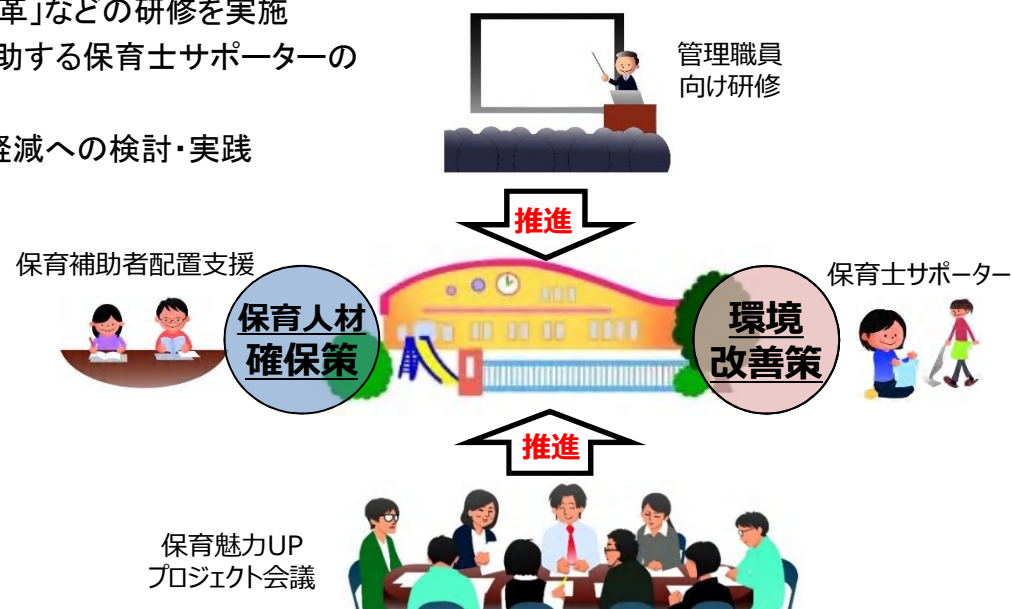 革」などの研修を実施
助する保育士サポーターの
軽減への検討・実践
管理職員
向け研修
推進
保育補助者配置支援
保育人材
確保策
環境
改善策
保育士サポーター
推進
保育魅力UP
プロジェクト会議